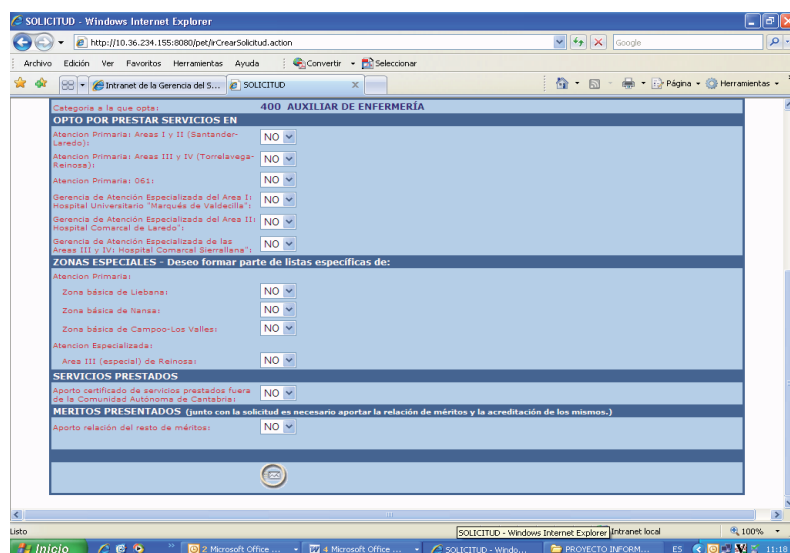 SOLICITUD - Windows Internet Explorer
http://10.36.234.155:8080/pet/irCrearSolicitud.action
Google
Archivo Edición Ver Favoritos Herramientas Ayuda Convertir Seleccionar
Intranet de la Gerencia del S... SOLICITUD Página Herramientas
Categoria a la que opta: 400 AUXILIAR DE ENFERMERÍA
OPTO POR PRESTAR SERVICIOS EN
Atencion Primaria: Areas I y II (Santander-
Laredo): NO
Atencion Primaria: Areas III y IV (Torrelavega-
Reinosa): NO
Atencion Primaria: 061: NO
Gerencia de Atención Especializada del Area I:
Hospital Universitario "Marqués de Valdecilla": NO
Gerencia de Atención Especializada del Area II:
Hospital Comarcal de Laredo": NO
Gerencia de Atención Especializada de las
Areas III y IV: Hospital Comarcal Sierrallana": NO
ZONAS ESPECIALES - Deseo formar parte de listas específicas de:
Atencion Primaria:
Zona básica de Liebana: NO
Zona básica de Nansa: NO
Zona básica de Campoo-Los Valles: NO
Atencion Especializada:
Area III (especial) de Reinosa: NO
SERVICIOS PRESTADOS
Aporto certificado de servicios prestados fuera
de la Comunidad Autónoma de Cantabria: NO
MERITOS PRESENTADOS (junto con la solicitud es necesario aportar la relación de méritos y la acreditación de los mismos.)
Aporto relación del resto de méritos: NO
Listo SOLICITUD - Windows Internet Explorer Intranet local 100%
Inicio 2 Microsoft Office ... 4 Microsoft Office ... SOLICITUD - Windo... PROYECTO INFORM... ES 11:18